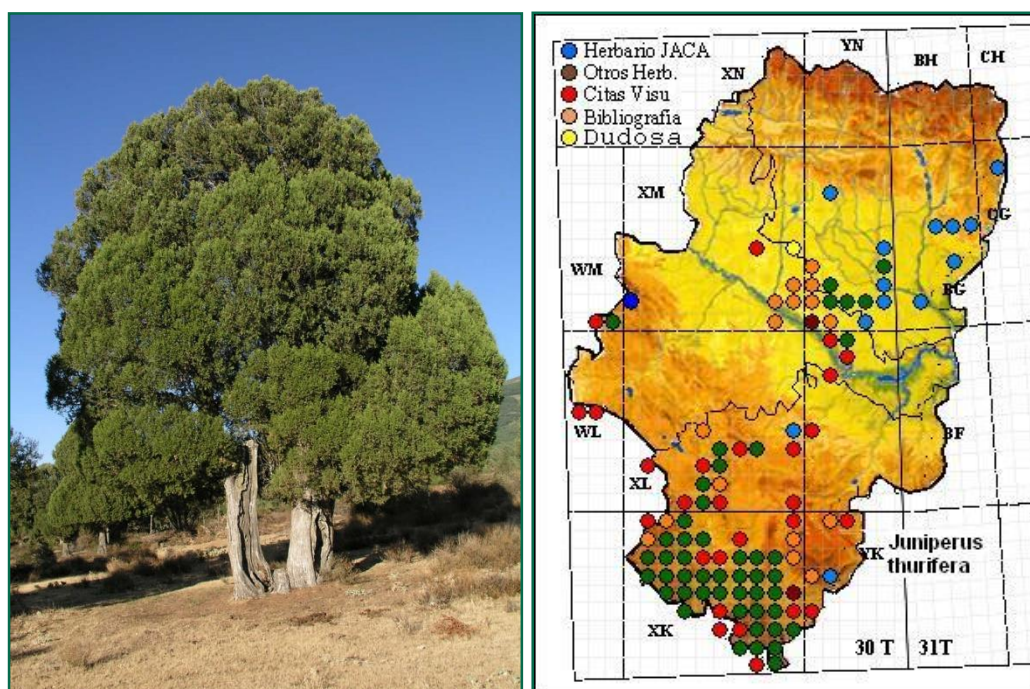 Herbario JACA
Otros Herb.
Citas Visu
Bibliografia
Dudosa
YN
BH
CH
XN
XM
CG
WM
BG
WL
BF
XL
YK
Juniperus
thurifera
XK
30 T
31T